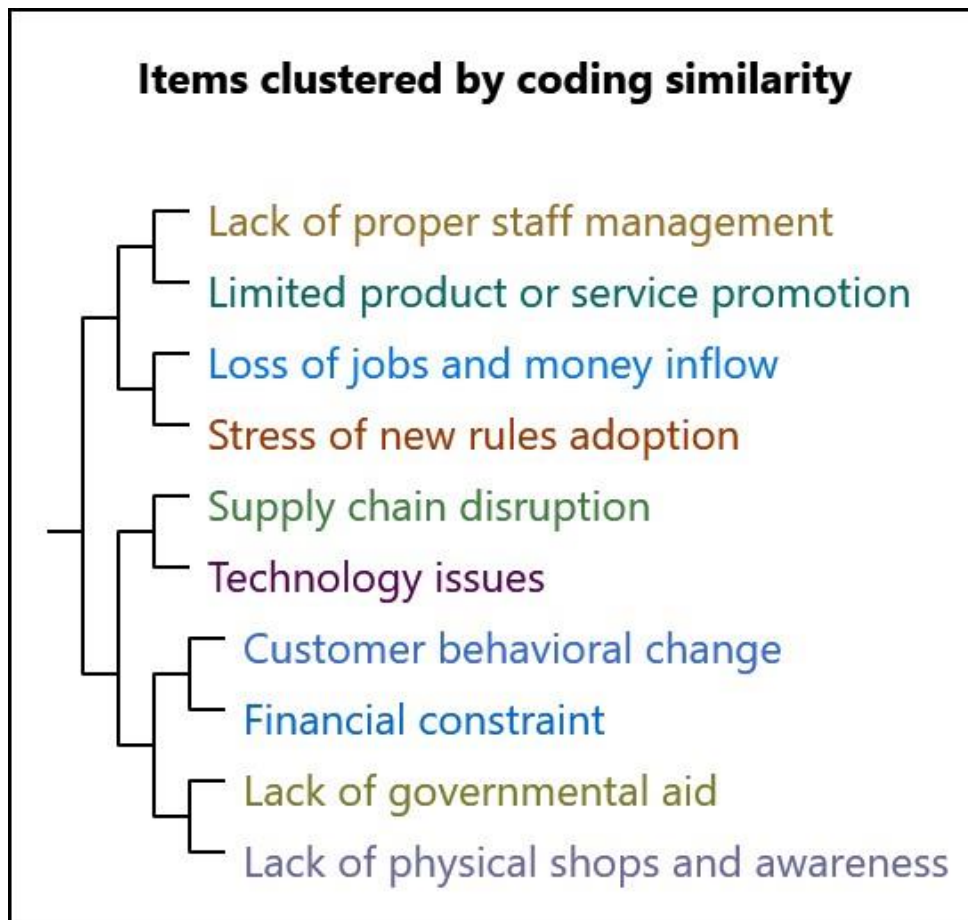 Items clustered by coding similarity
Lack of proper staff management
Limited product or service promotion
Loss of jobs and money inflow
Stress of new rules adoption
Supply chain disruption
Technology issues
Customer behavioral change
Financial constraint
Lack of governmental aid
Lack of physical shops and awareness